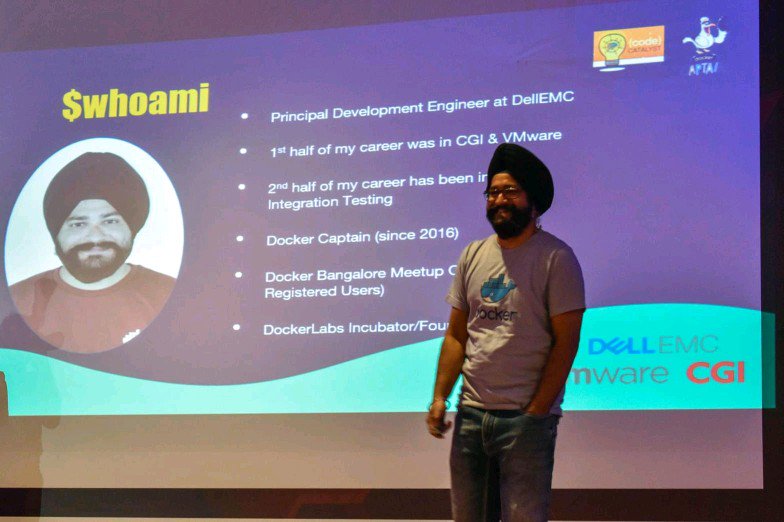 $whoami
Principal Development Engineer at DellEMC
1st half of my career was in CGI & VMware
2nd half of my career has been in
Integration Testing
Docker Captain (since 2016)
Docker Bangalore Meetup
Registered Users)
DockerLabs Incubator/Fou
{code}
CATALYST
docker
DELLEMC
mware CGI